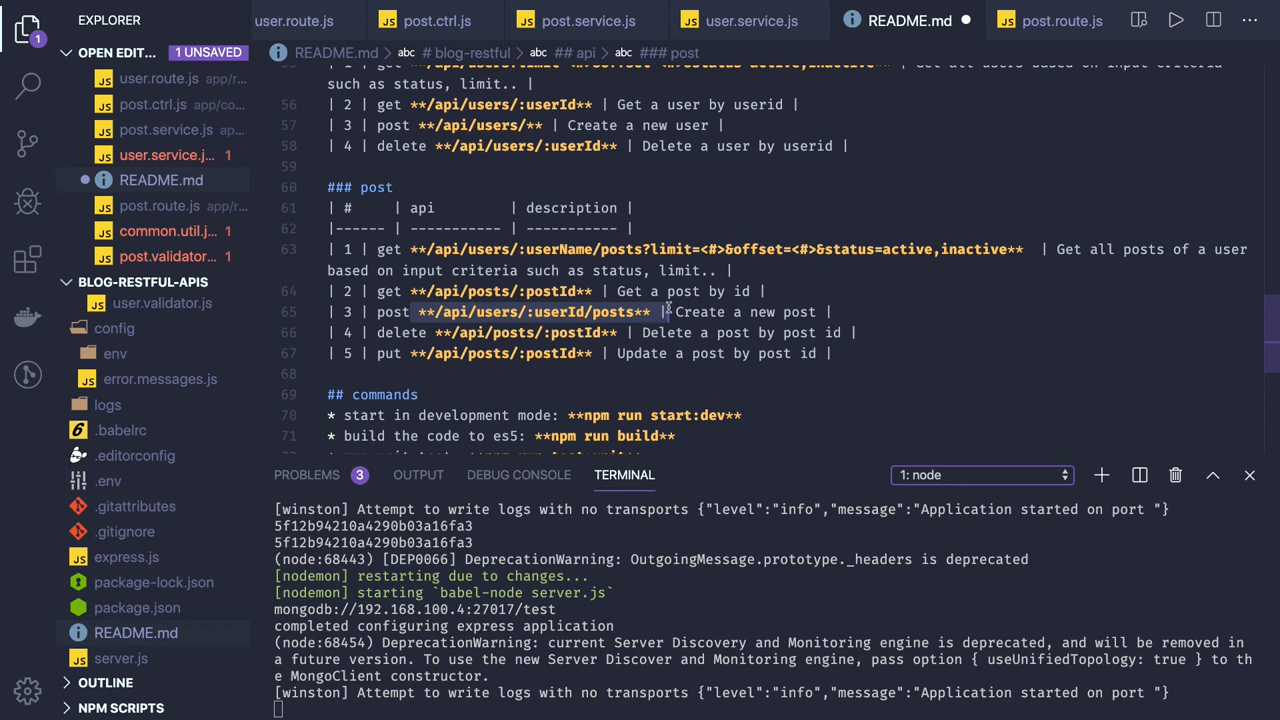 EXPLORER
user.route.js
post.ctrl.js
post.service.js
user.service.js
README.md
post.route.js
OPEN EDIT...
1 UNSAVED
README.md > # blog-restful > ## api > ### post
user.route.js app/r...
post.ctrl.js app/co...
post.service.js ap...
user.service.j... 1
README.md
post.route.js app/r...
common.util.j... 1
post.validator... 1
BLOG-RESTFUL-APIS
user.validator.js
config
env
error.messages.js
logs
.babelrc
.editorconfig
.env
.gitattributes
.gitignore
express.js
package-lock.json
package.json
README.md
server.js
OUTLINE
NPM SCRIPTS
1
such as status, limit.. |
56 | 2 | get **/api/users/:userId** | Get a user by userid |
57 | 3 | post **/api/users/** | Create a new user |
58 | 4 | delete **/api/users/:userId** | Delete a user by userid |
59
60 ### post
61 | # | api | description |
62 |------ | ----------- | ----------- |
63 | 1 | get **/api/users/:userName/posts?limit=<#>&offset=<#>&status=active,inactive** | Get all posts of a user
based on input criteria such as status, limit.. |
64 | 2 | get **/api/posts/:postId** | Get a post by id |
65 | 3 | post **/api/users/:userId/posts** | Create a new post |
66 | 4 | delete **/api/posts/:postId** | Delete a post by post id |
67 | 5 | put **/api/posts/:postId** | Update a post by post id |
68
69 ## commands
70 * start in development mode: **npm run start:dev**
71 * build the code to es5: **npm run build**
PROBLEMS 3 OUTPUT DEBUG CONSOLE TERMINAL 1: node
[winston] Attempt to write logs with no transports {"level":"info","message":"Application started on port "}
5f12b94210a4290b03a16fa3
5f12b94210a4290b03a16fa3
(node:68443) [DEP0066] DeprecationWarning: OutgoingMessage.prototype._headers is deprecated
[nodemon] restarting due to changes...
[nodemon] starting `babel-node server.js`
mongodb://192.168.100.4:27017/test
completed configuring express application
(node:68454) DeprecationWarning: current Server Discovery and Monitoring engine is deprecated, and will be removed in
a future version. To use the new Server Discover and Monitoring engine, pass option { useUnifiedTopology: true } to th
e MongoClient constructor.
[winston] Attempt to write logs with no transports {"level":"info","message":"Application started on port "}